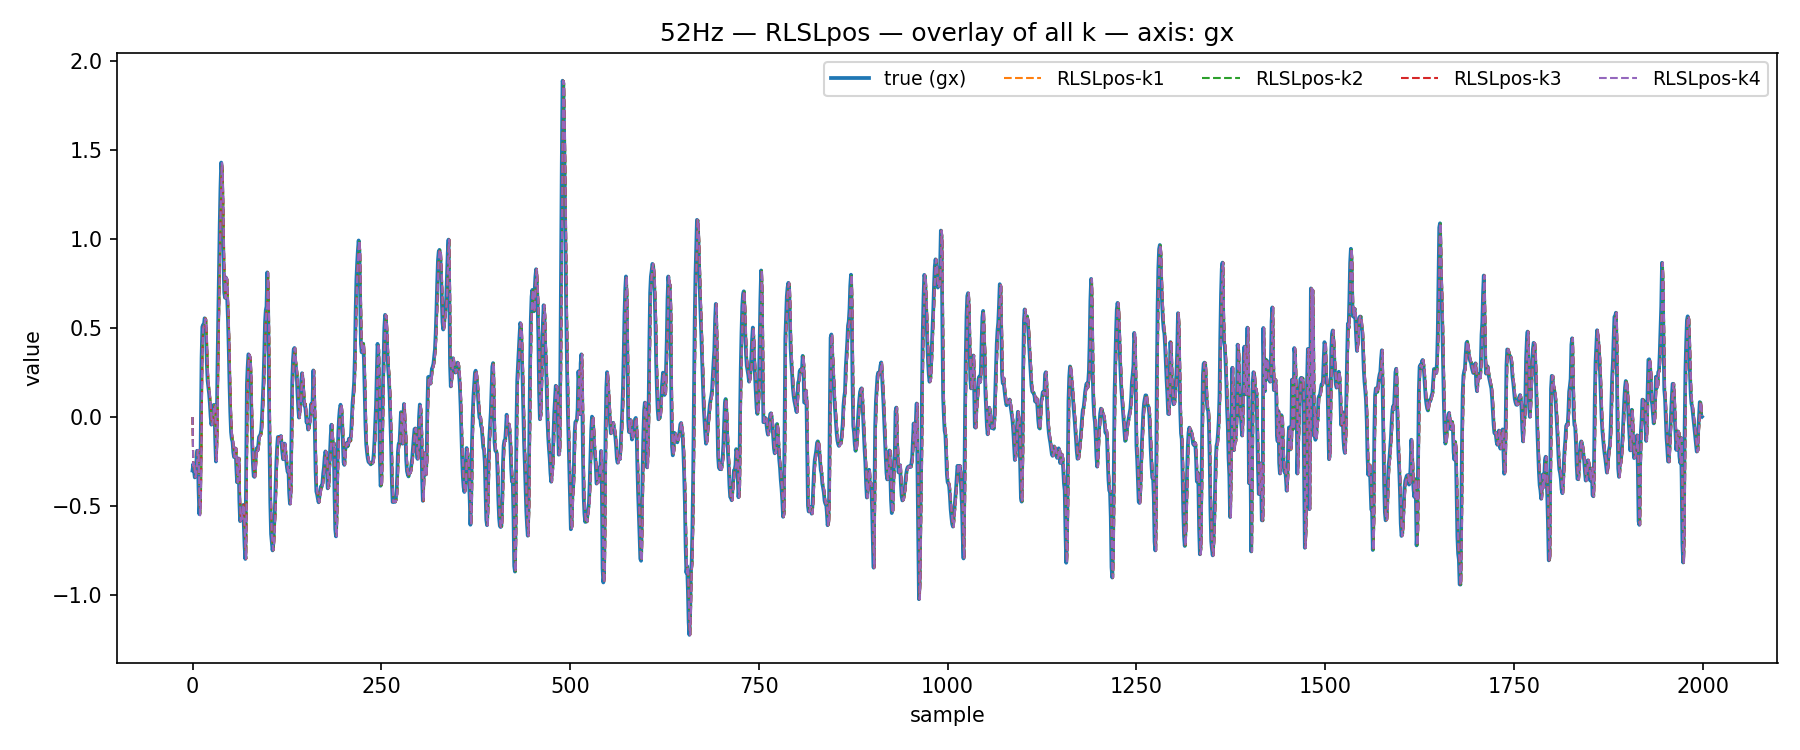 52Hz — RLSLpos — overlay of all k — axis: gx
true (gx) RLSLpos-k1 RLSLpos-k2 RLSLpos-k3 RLSLpos-k4
2.0
1.5
1.0
0.5
0.0
−0.5
−1.0
value
0 250 500 750 1000 1250 1500 1750 2000
sample